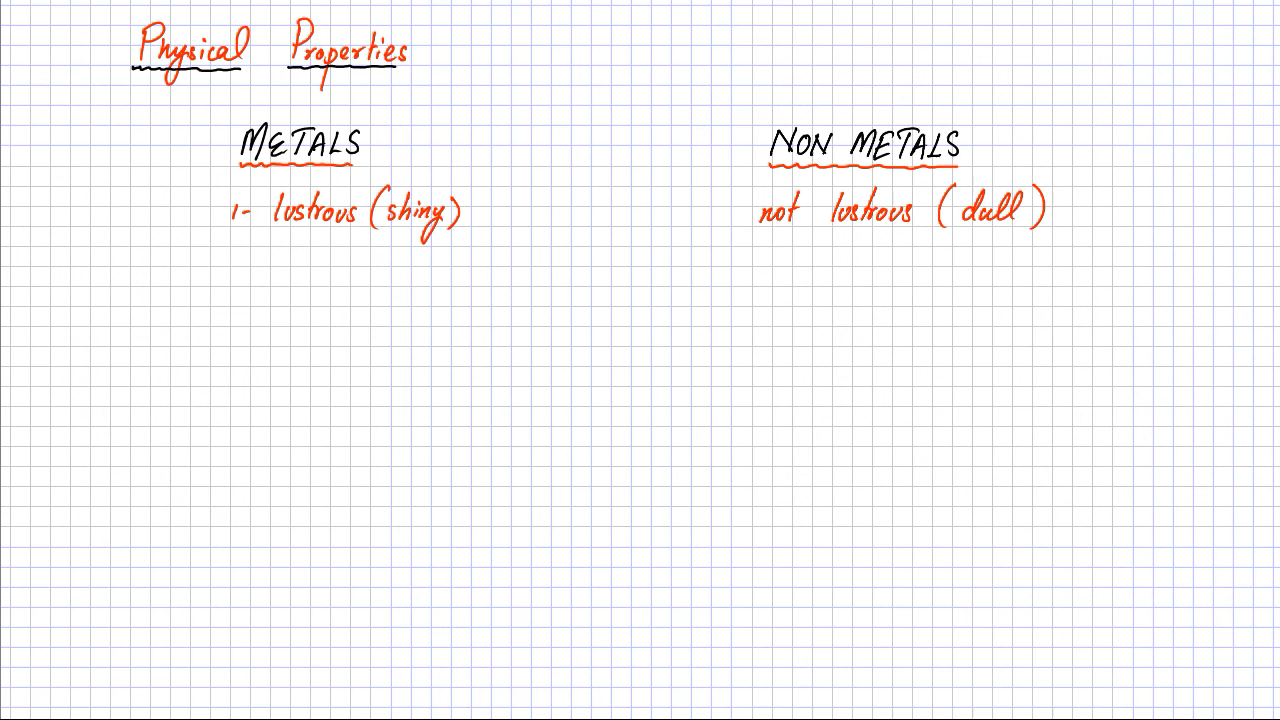 Physical Properties
METALS NON METALS
1- lustrous (shiny) not lustrous (dull)